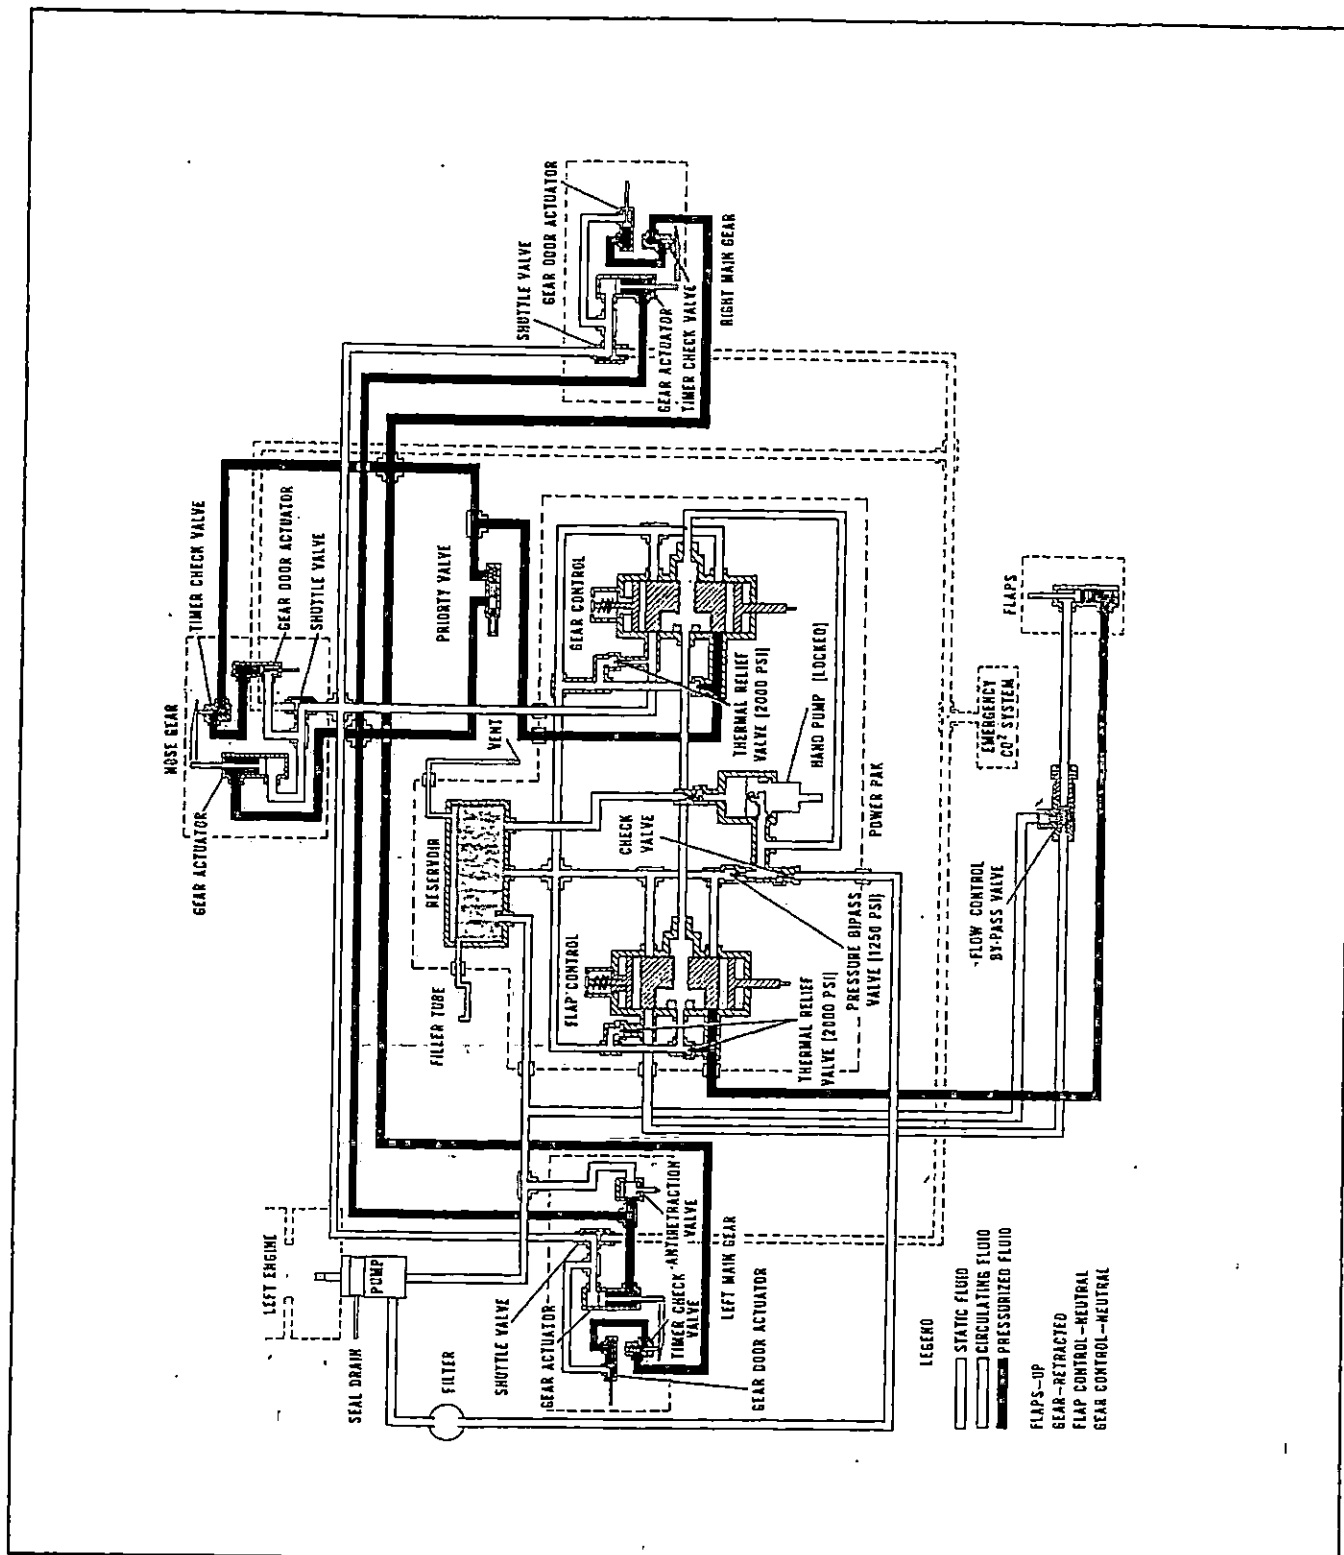 LEFT ENGINE
PUMP
SEAL DRAIN
FILTER
SHUTTLE VALVE
GEAR ACTUATOR
TIMER CHECK
VALVE
ANTIRETRACTION
VALVE
LEFT MAIN GEAR
GEAR DOOR ACTUATOR
NOSE GEAR
TIMER CHECK VALVE
GEAR DOOR ACTUATOR
SHUTTLE VALVE
GEAR ACTUATOR
PRIORTY VALVE
VENT
RESERVOIR
FILLER TUBE
GEAR CONTROL
FLAP CONTROL
THERMAL RELIEF
VALVE [2000 PSI]
HAND PUMP [LOCKED]
CHECK
VALVE
POWER PAK
PRESSURE BIPASS
VALVE [1250 PSI]
THERMAL RELIEF
VALVE [2000 PSI]
SHUTTLE VALVE
GEAR DOOR ACTUATOR
GEAR ACTUATOR
TIMER CHECK VALVE
RIGHT MAIN GEAR
FLAPS
EMERGENCY
CO² SYSTEM
FLOW CONTROL
BY-PASS VALVE
LEGEND
STATIC FLUID
CIRCULATING FLUID
PRESSURIZED FLUID
FLAPS-UP
GEAR-RETRACTED
FLAP CONTROL-NEUTRAL
GEAR CONTROL-NEUTRAL